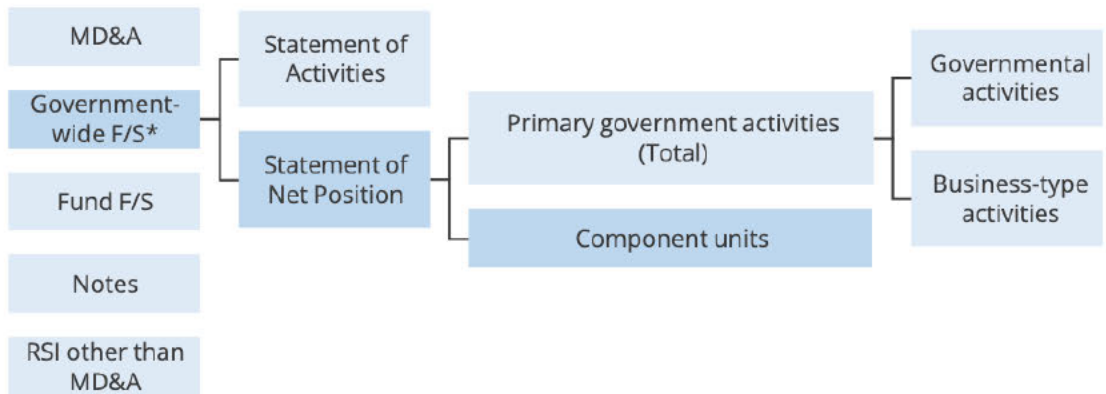 MD&A
Government-
wide F/S*
Fund F/S
Notes
RSI other than
MD&A
Statement of
Activities
Statement of
Net Position
Primary government activities
(Total)
Component units
Governmental
activities
Business-type
activities